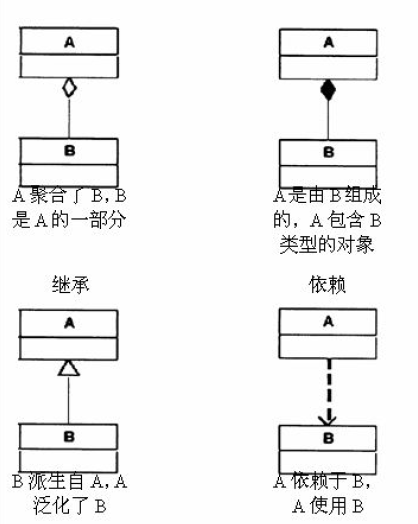 A
A
B
B
A 聚合了 B, B
是 A 的一部分
A 是由 B 组成
的, A 包含 B
类型的对象
继承
依赖
A
A
B
B
B 派生自 A, A
泛化了 B
A 依赖于 B,
A 使用 B